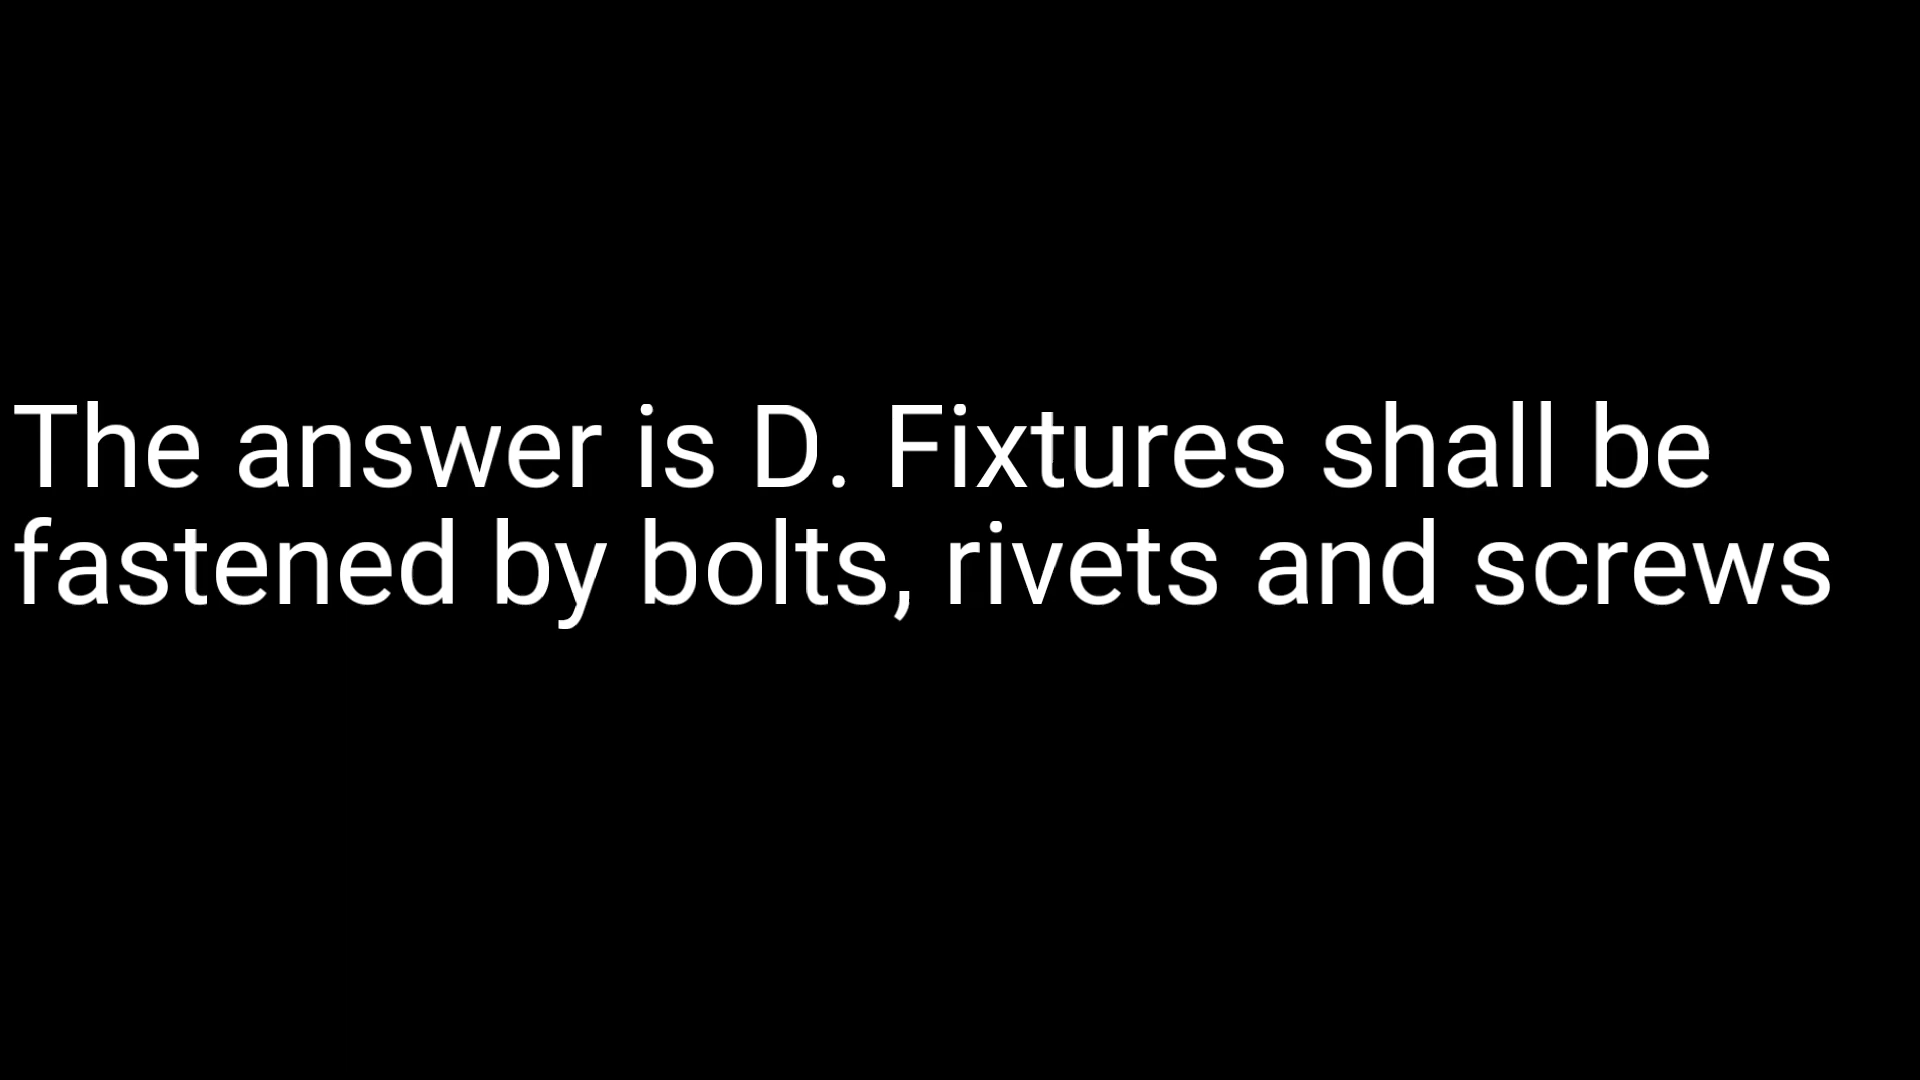 The answer is D. Fixtures shall be
fastened by bolts, rivets and screws